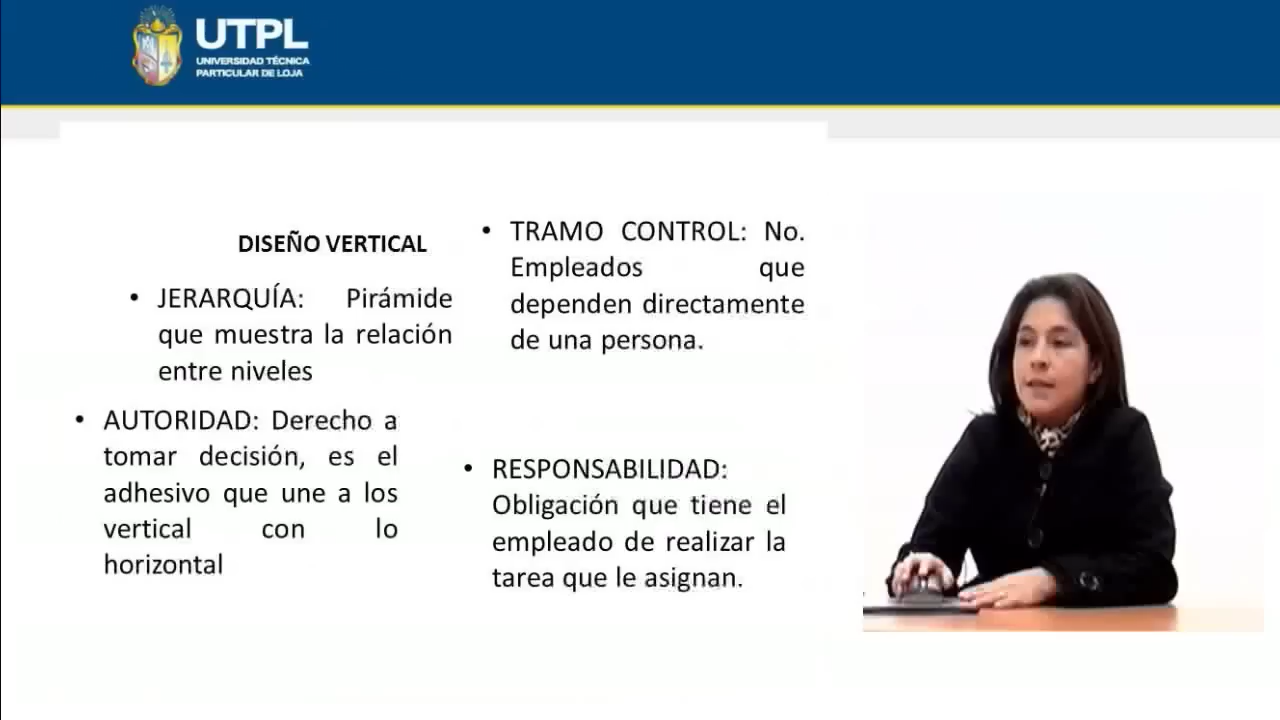 UTPL
UNIVERSIDAD TÉCNICA
PARTICULAR DE LOJA
DISEÑO VERTICAL
• JERARQUÍA: Pirámide
que muestra la relación
entre niveles
• AUTORIDAD: Derecho a
tomar decisión, es el
adhesivo que une a los
vertical con lo
horizontal
• TRAMO CONTROL: No.
Empleados que
dependen directamente
de una persona.
• RESPONSABILIDAD:
Obligación que tiene el
empleado de realizar la
tarea que le asignan.